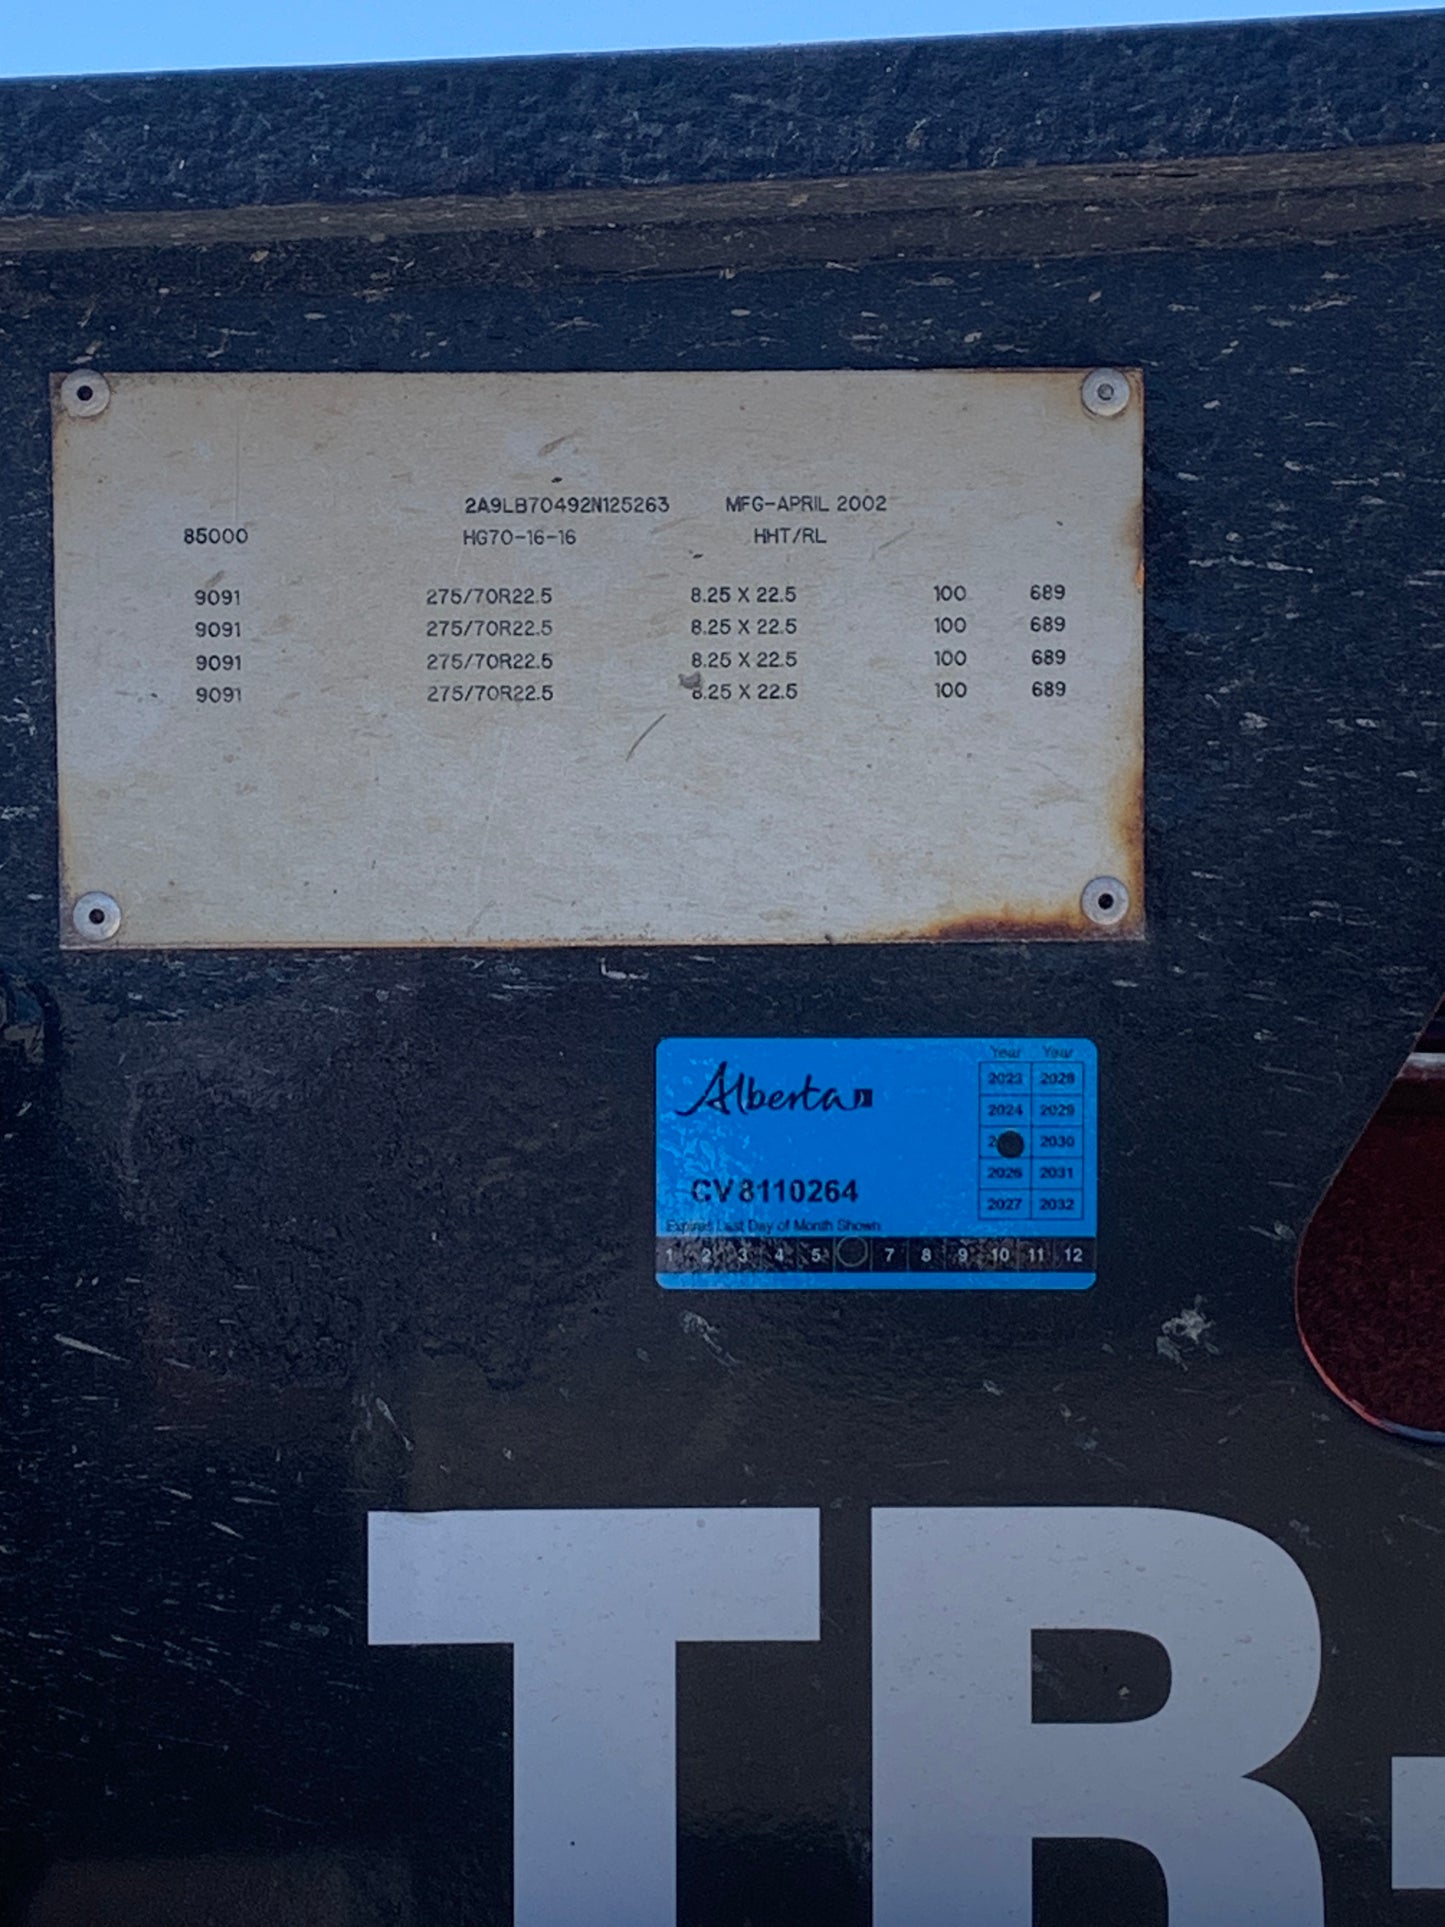 2A9LB70492N125263 MFG-APRIL 2002
85000 HG70-16-16 HHT/RL
9091 275/70R22.5 8.25 X 22.5 100 689
9091 275/70R22.5 8.25 X 22.5 100 689
9091 275/70R22.5 8.25 X 22.5 100 689
9091 275/70R22.5 8.25 X 22.5 100 689
Alberta
Year Year
2023 2028
2024 2029
2 2030
2026 2031
2027 2032
CV 8110264
Expires Last Day of Month Shown
1 2 3 4 5 7 8 9 10 11 12
TR